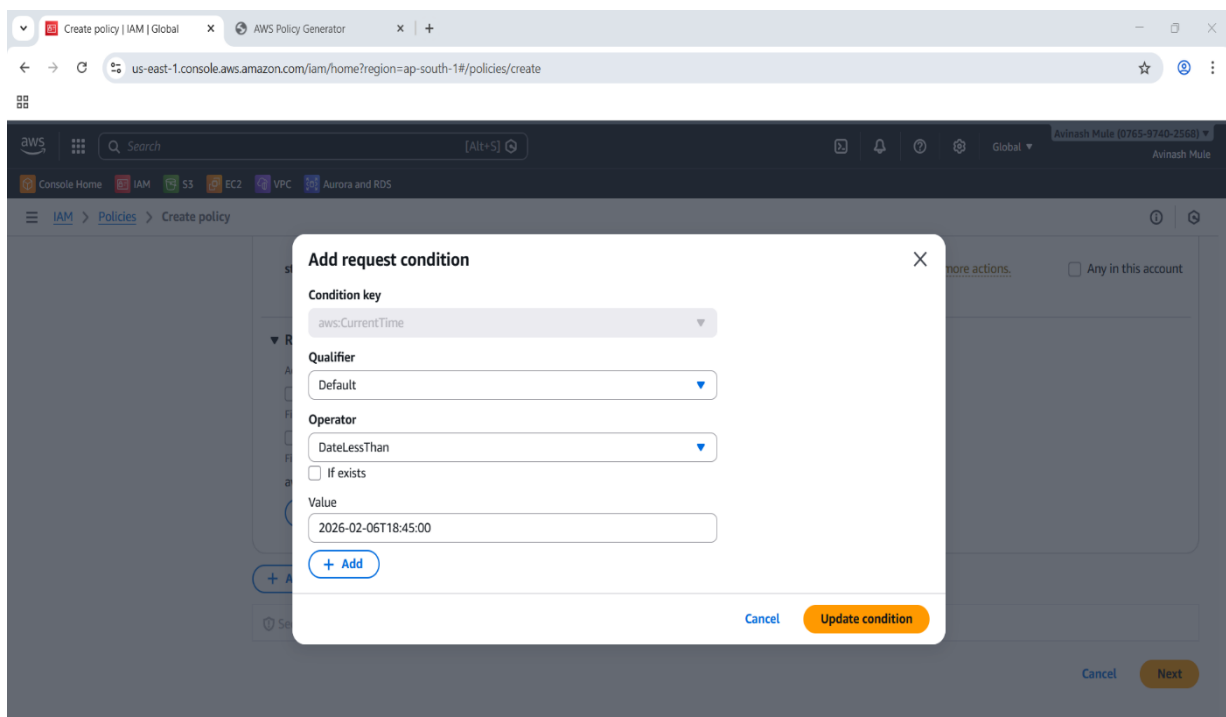 Create policy | IAM | Global
AWS Policy Generator
us-east-1.console.aws.amazon.com/iam/home?region=ap-south-1#/policies/create
aws
Search
[Alt+S]
Global
Avinash Mule (0765-9740-2568)
Avinash Mule
Console Home IAM S3 EC2 VPC Aurora and RDS
IAM > Policies > Create policy
more actions.
Any in this account
Add request condition
Condition key
aws:CurrentTime
Qualifier
Default
Operator
DateLessThan
If exists
Value
2026-02-06T18:45:00
+ Add
Cancel
Update condition
Cancel
Next